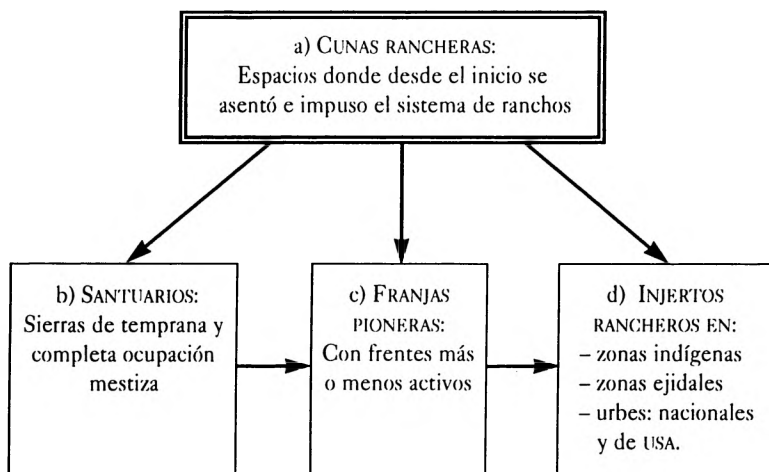 a) CUNAS RANCHERAS:
Espacios donde desde el inicio se
asentó e impuso el sistema de ranchos
b) SANTUARIOS:
Sierras de temprana y
completa ocupación
mestiza
c) FRANJAS
PIONERAS:
Con frentes más
o menos activos
d) INJERTOS
RANCHEROS EN:
– zonas indígenas
– zonas ejidales
– urbes: nacionales
y de USA.